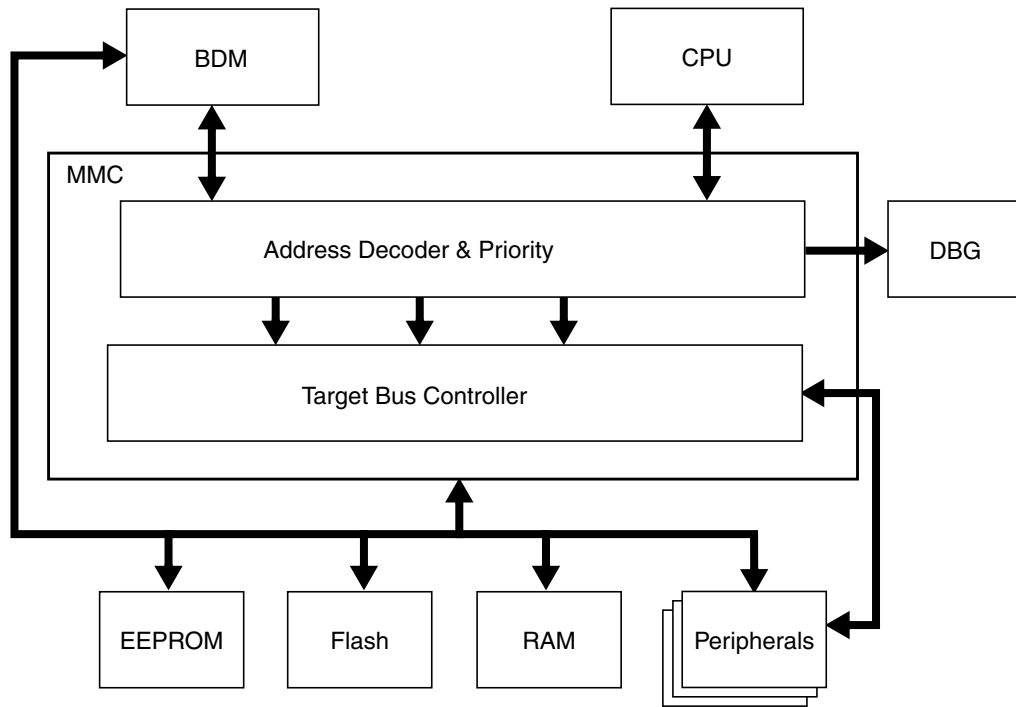 BDM
CPU
MMC
Address Decoder & Priority
DBG
Target Bus Controller
EEPROM
Flash
RAM
Peripherals